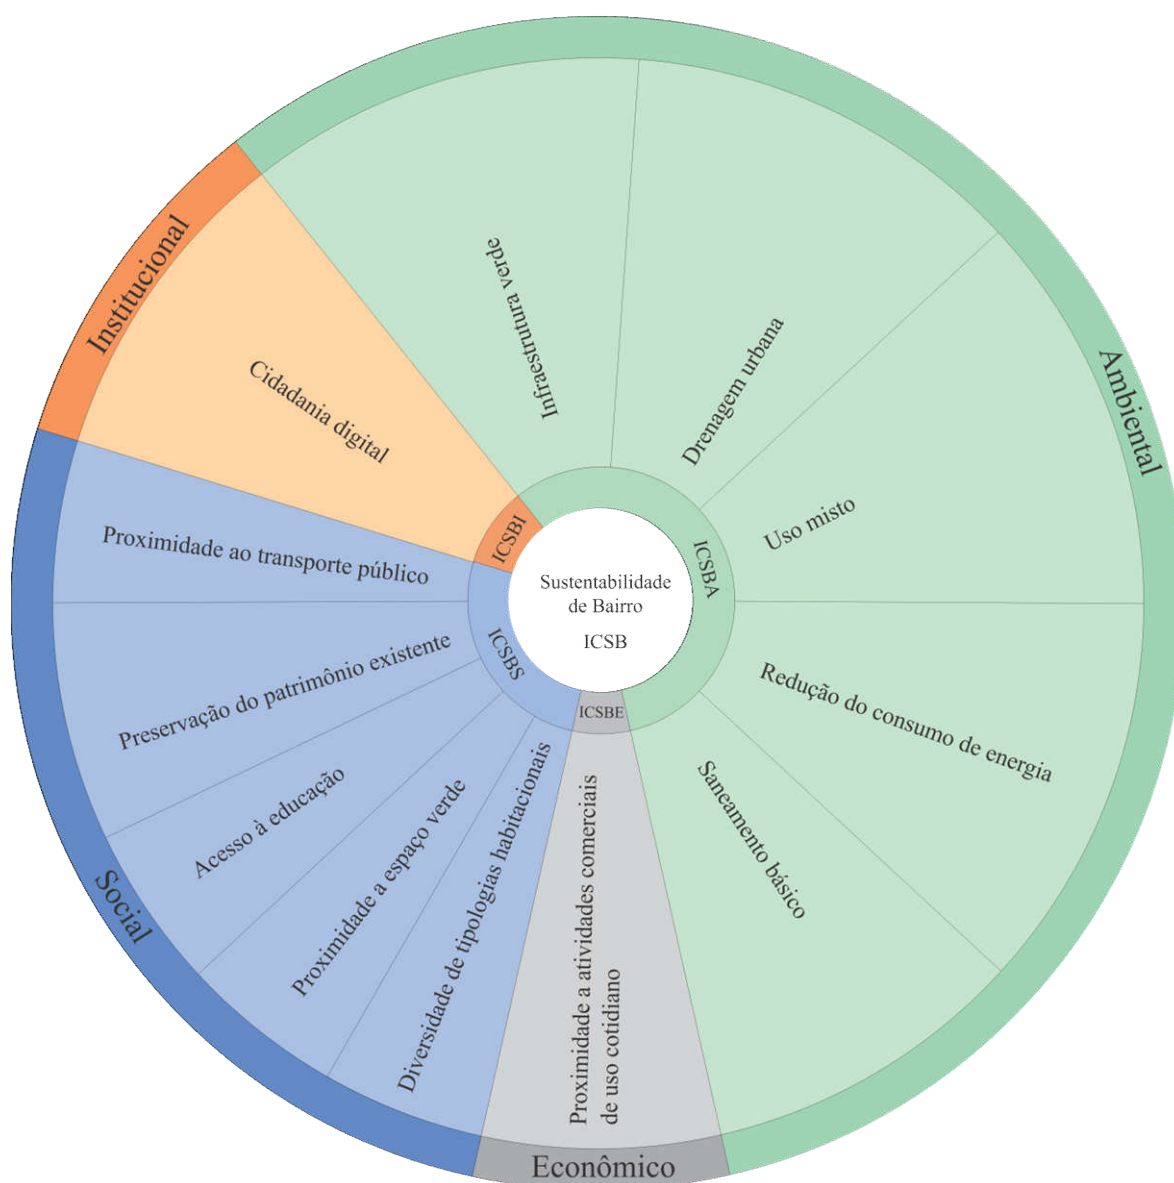 Sustentabilidade
de Bairro
ICSB
Ambiental
ICSBA
Infraestrutura verde
Drenagem urbana
Uso misto
Redução do consumo de energia
Saneamento básico
Econômico
ICSBE
Proximidade a atividades comerciais
de uso cotidiano
Social
ICSBS
Diversidade de tipologias habitacionais
Proximidade a espaço verde
Acesso à educação
Preservação do patrimônio existente
Proximidade ao transporte público
Institucional
ICSBI
Cidadania digital